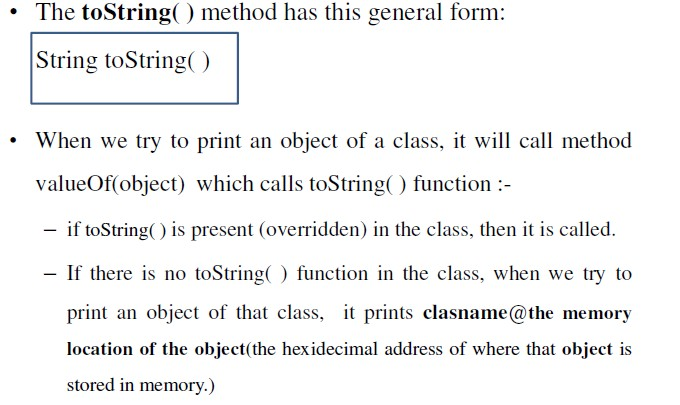 • The toString( ) method has this general form:
String toString( )
• When we try to print an object of a class, it will call method
valueOf(object) which calls toString( ) function :-
– if toString( ) is present (overridden) in the class, then it is called.
– If there is no toString( ) function in the class, when we try to
print an object of that class, it prints clasname@the memory
location of the object(the hexidecimal address of where that object is
stored in memory.)